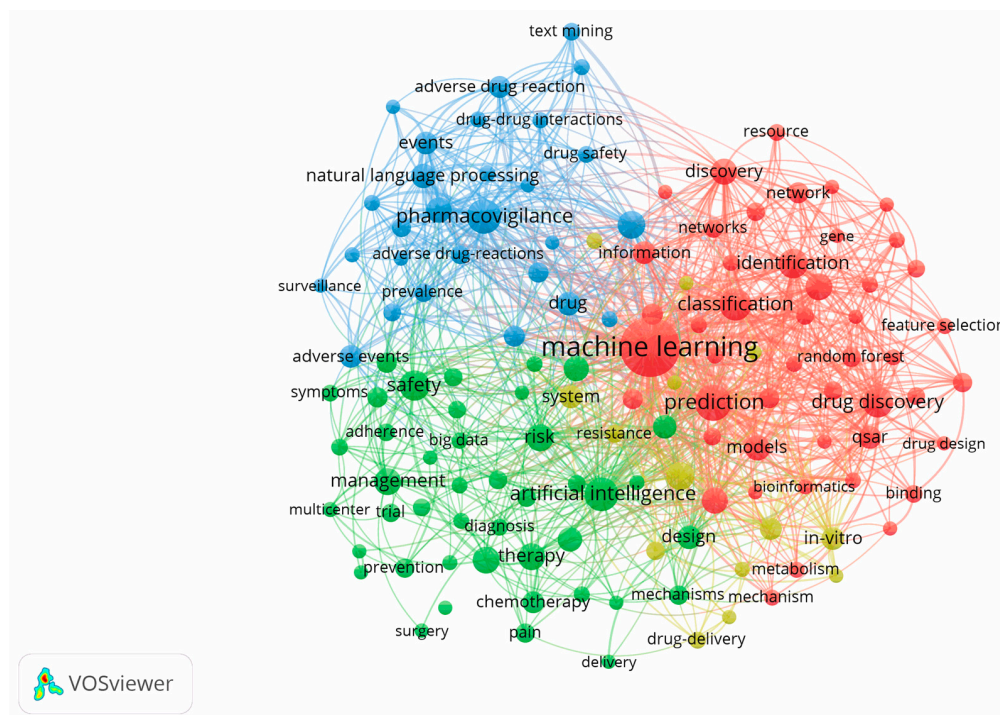 text mining
adverse drug reaction
drug-drug interactions
resource
events
drug safety
discovery
natural language processing
network
pharmacovigilance
networks
gene
adverse drug-reactions
information
identification
surveillance
prevalence
drug
classification
feature selection
machine learning
adverse events
random forest
symptoms
safety
system
prediction
drug discovery
adherence
big data
risk
resistance
models
qsar
drug design
management
artificial intelligence
bioinformatics
binding
multicenter
trial
diagnosis
design
in-vitro
therapy
prevention
metabolism
chemotherapy
mechanisms
mechanism
surgery
pain
drug-delivery
delivery
VOSviewer